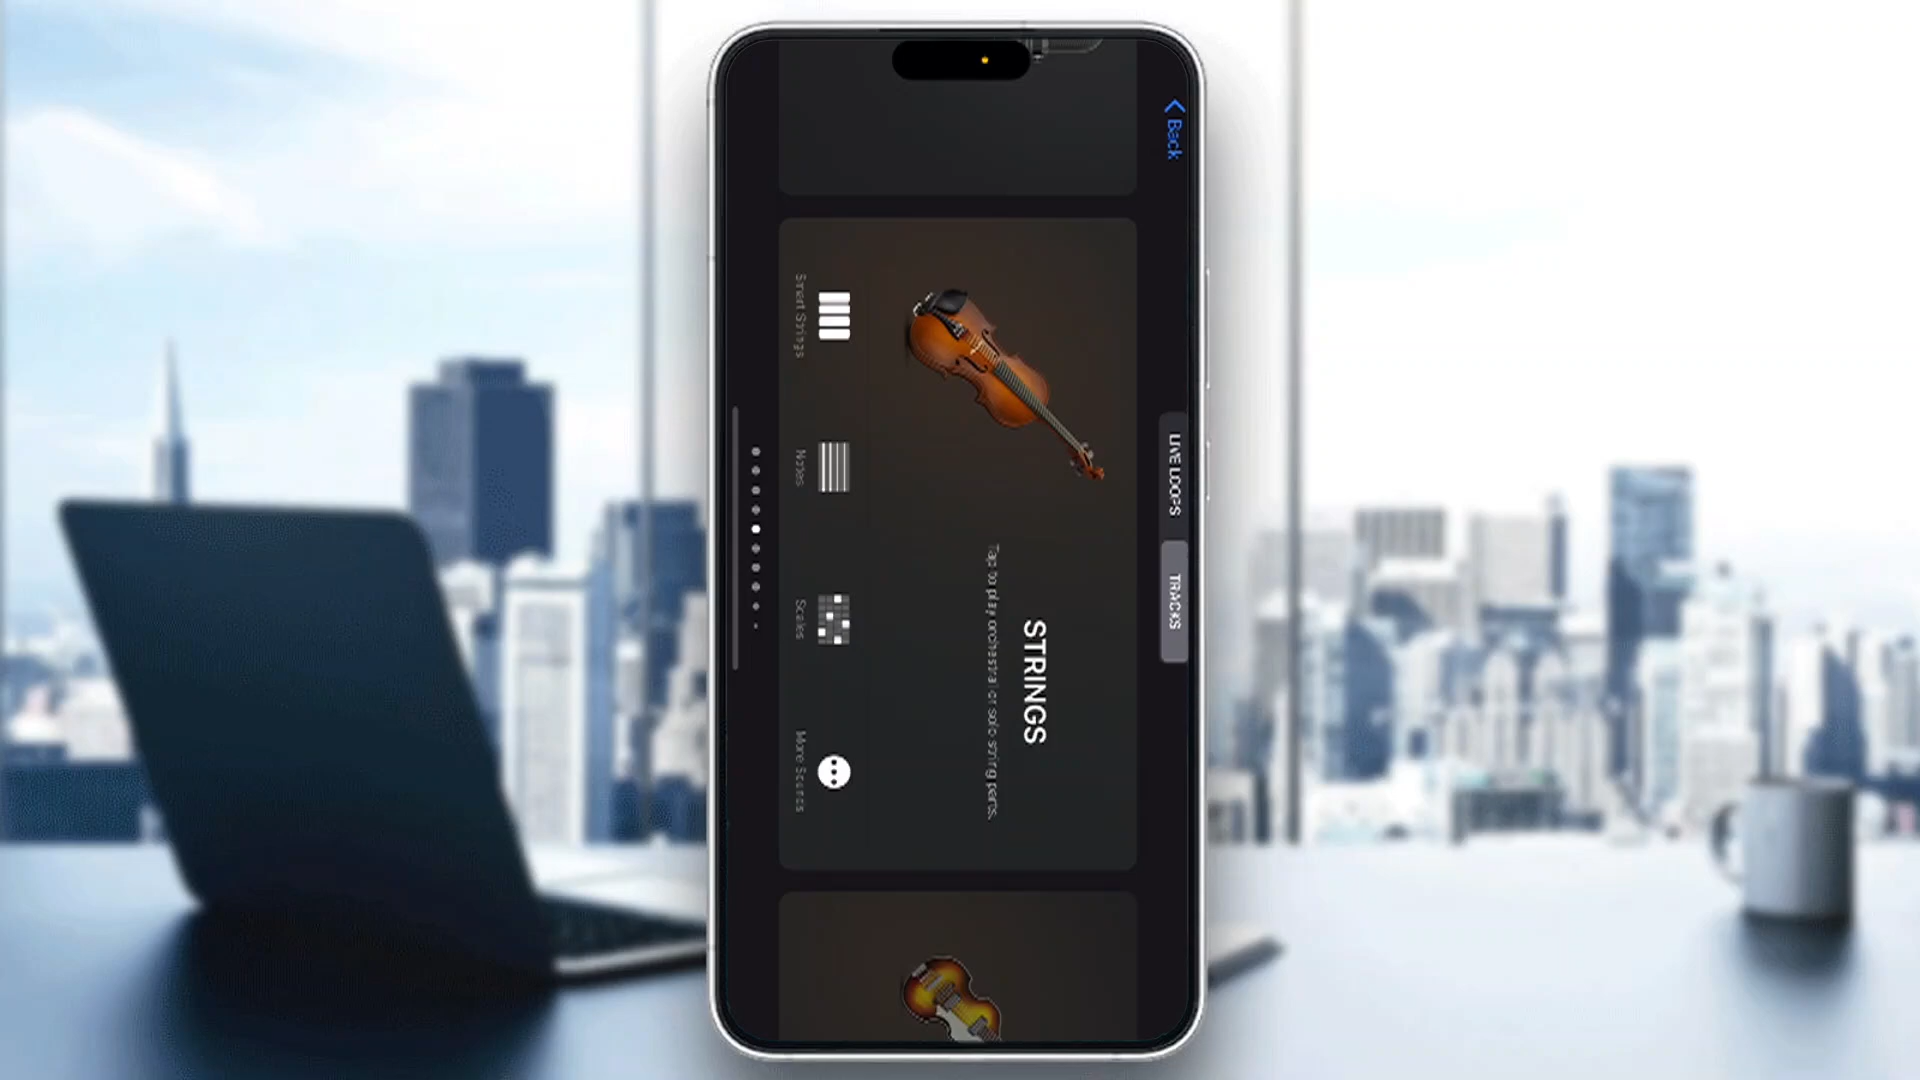 Back
LIVE LOOPS
TRACKS
STRINGS
Tap to play orchestral or solo string parts.
Smart Strings
Notes
Scales
More Sounds